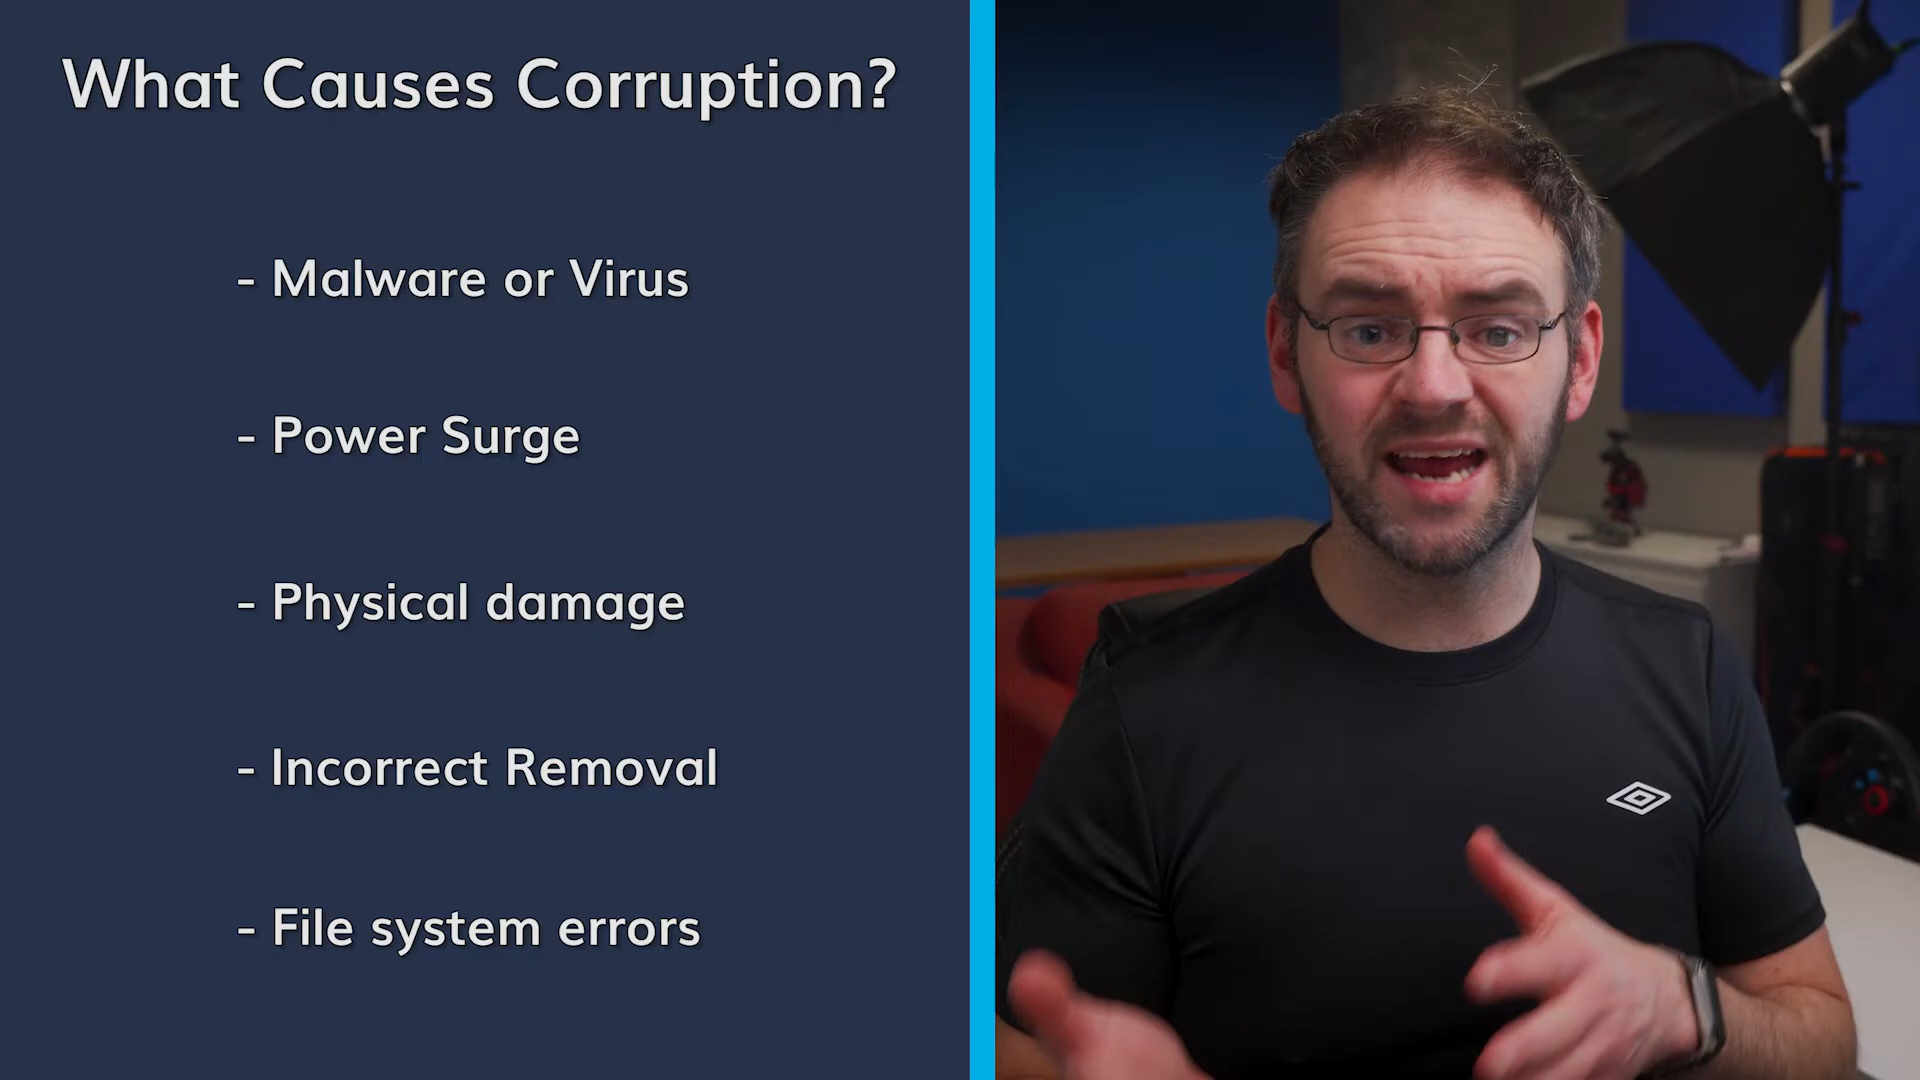 What Causes Corruption?
- Malware or Virus
- Power Surge
- Physical damage
- Incorrect Removal
- File system errors